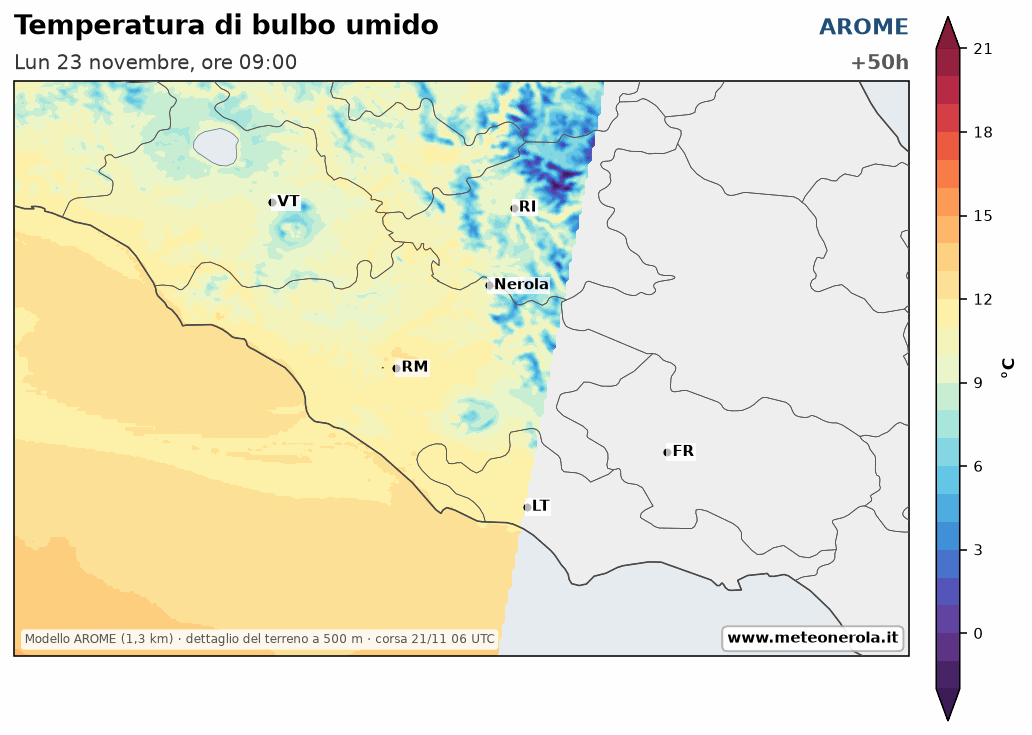 Temperatura di bulbo umido
AROME
Lun 23 novembre, ore 09:00
+50h
VT
RI
Nerola
RM
FR
LT
21
18
15
12
9
6
3
0
°C
Modello AROME (1,3 km) · dettaglio del terreno a 500 m · corsa 21/11 06 UTC
www.meteonerola.it